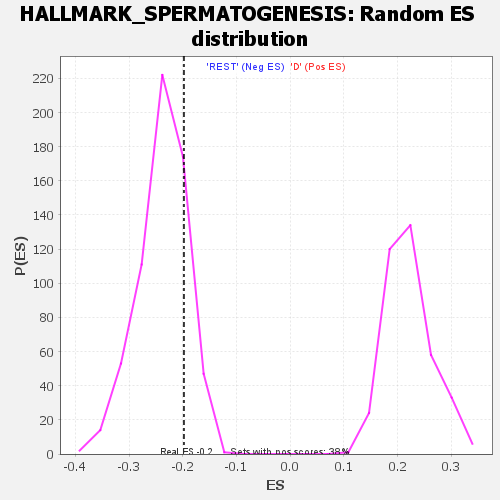 HALLMARK_SPERMATOGENESIS: Random ES
distribution
'REST' (Neg ES) 'D' (Pos ES)
P(ES)
220
200
180
160
140
120
100
80
60
40
20
0
Real ES -0.2 Sets with pos scores: 38%
-0.4 -0.3 -0.2 -0.1 0.0 0.1 0.2 0.3
ES